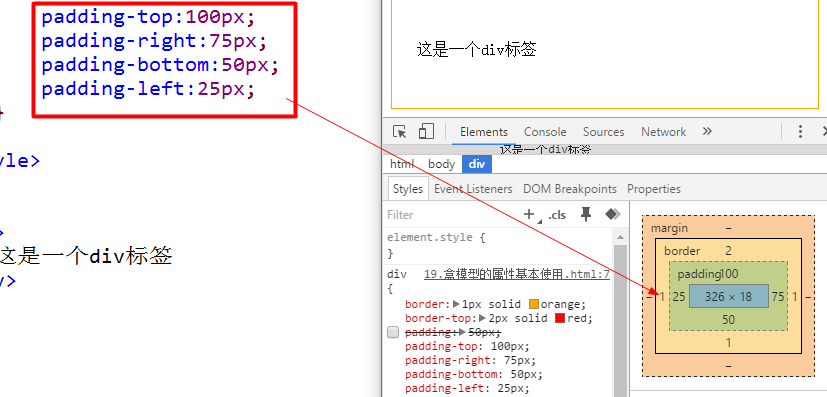 padding-top:100px;
padding-right:75px;
padding-bottom:50px;
padding-left:25px;
}
yle>
>
这是一个div标签
v>
这是一个div标签
Elements Console Sources Network »
这是一个div标签
html body div
Styles Event Listeners DOM Breakpoints Properties
Filter + .cls
element.style {
}
div 19.盒模型的属性基本使用.html:7
{
border:▶1px solid orange;
border-top:▶2px solid red;
padding:▶50px;
padding-top: 100px;
padding-right: 75px;
padding-bottom: 50px;
padding-left: 25px;
margin –
border 2
padding100
– 1 25 326 × 18 75 1 –
50
1
–